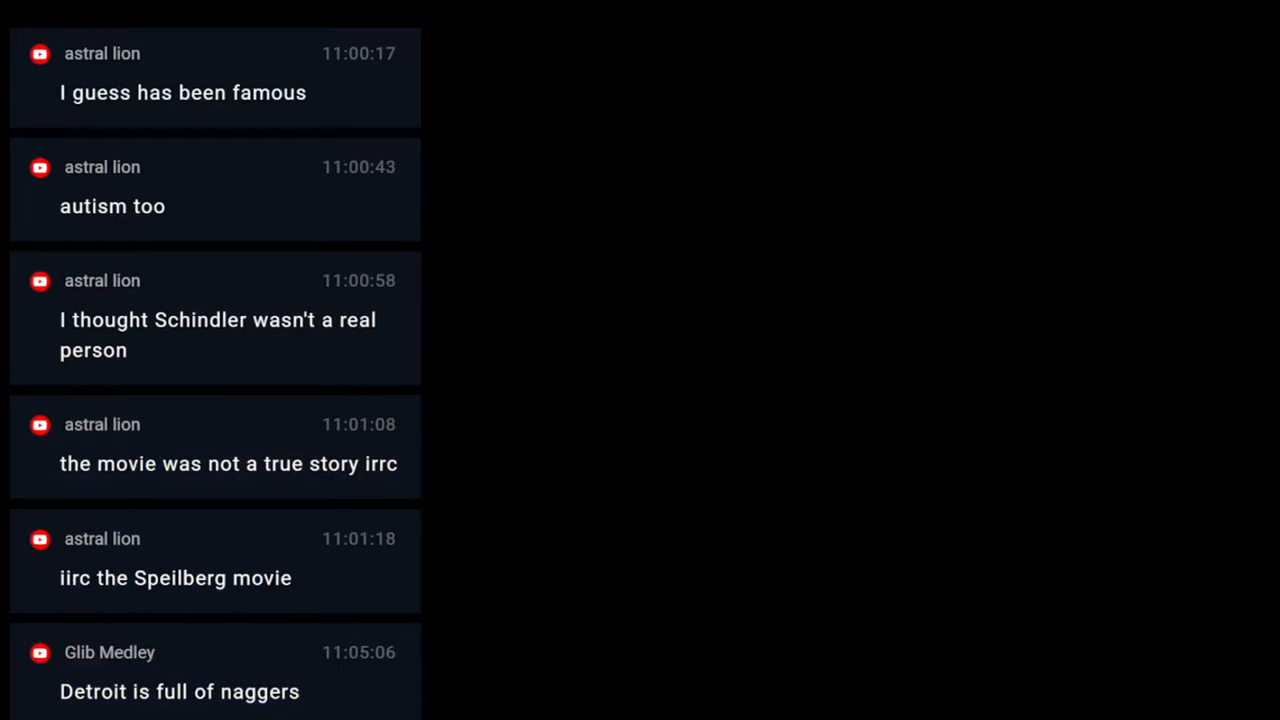 astral lion 11:00:17
I guess has been famous
astral lion 11:00:43
autism too
astral lion 11:00:58
I thought Schindler wasn't a real
person
astral lion 11:01:08
the movie was not a true story irrc
astral lion 11:01:18
iirc the Speilberg movie
Glib Medley 11:05:06
Detroit is full of naggers